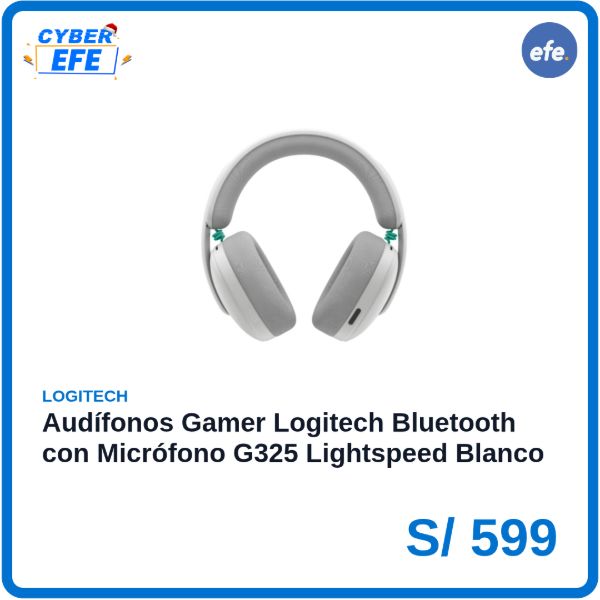 CYBER
EFE
efe.
LOGITECH
Audífonos Gamer Logitech Bluetooth
con Micrófono G325 Lightspeed Blanco
S/ 599